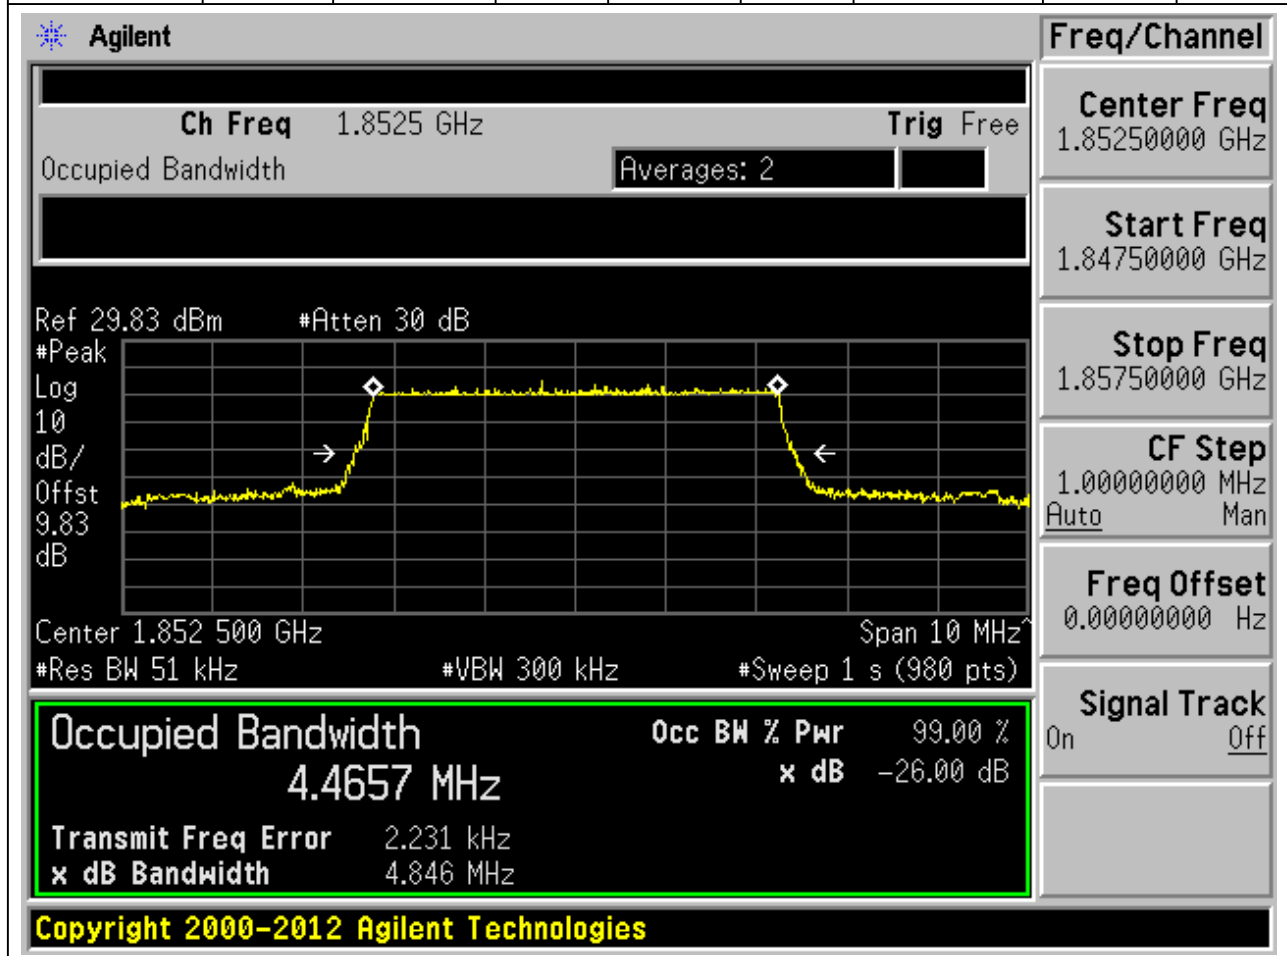 Agilent
Freq/Channel
Ch Freq 1.8525 GHz Trig Free
Occupied Bandwidth Averages: 2
Center Freq
1.85250000 GHz
Start Freq
1.84750000 GHz
Stop Freq
1.85750000 GHz
CF Step
1.00000000 MHz
Auto Man
Freq Offset
0.00000000 Hz
Signal Track
On Off
Ref 29.83 dBm #Atten 30 dB
#Peak
Log
10
dB/
Offst
9.83
dB
Center 1.852 500 GHz Span 10 MHz^
#Res BW 51 kHz #VBW 300 kHz #Sweep 1 s (980 pts)
Occupied Bandwidth Occ BW % Pwr 99.00 %
4.4657 MHz x dB -26.00 dB
Transmit Freq Error 2.231 kHz
x dB Bandwidth 4.846 MHz
Copyright 2000-2012 Agilent Technologies